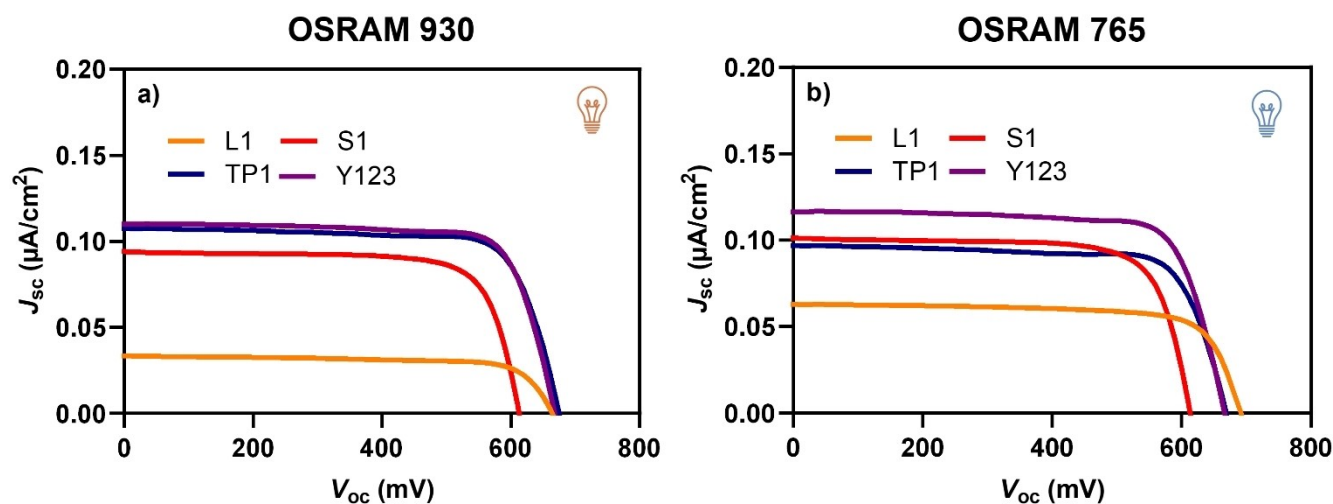 OSRAM 930
a)
L1
S1
TP1
Y123
0.20
0.15
0.10
0.05
0.00
Jsc (µA/cm²)
0
200
400
600
800
Voc (mV)
OSRAM 765
b)
L1
S1
TP1
Y123
0.20
0.15
0.10
0.05
0.00
Jsc (µA/cm²)
0
200
400
600
800
Voc (mV)